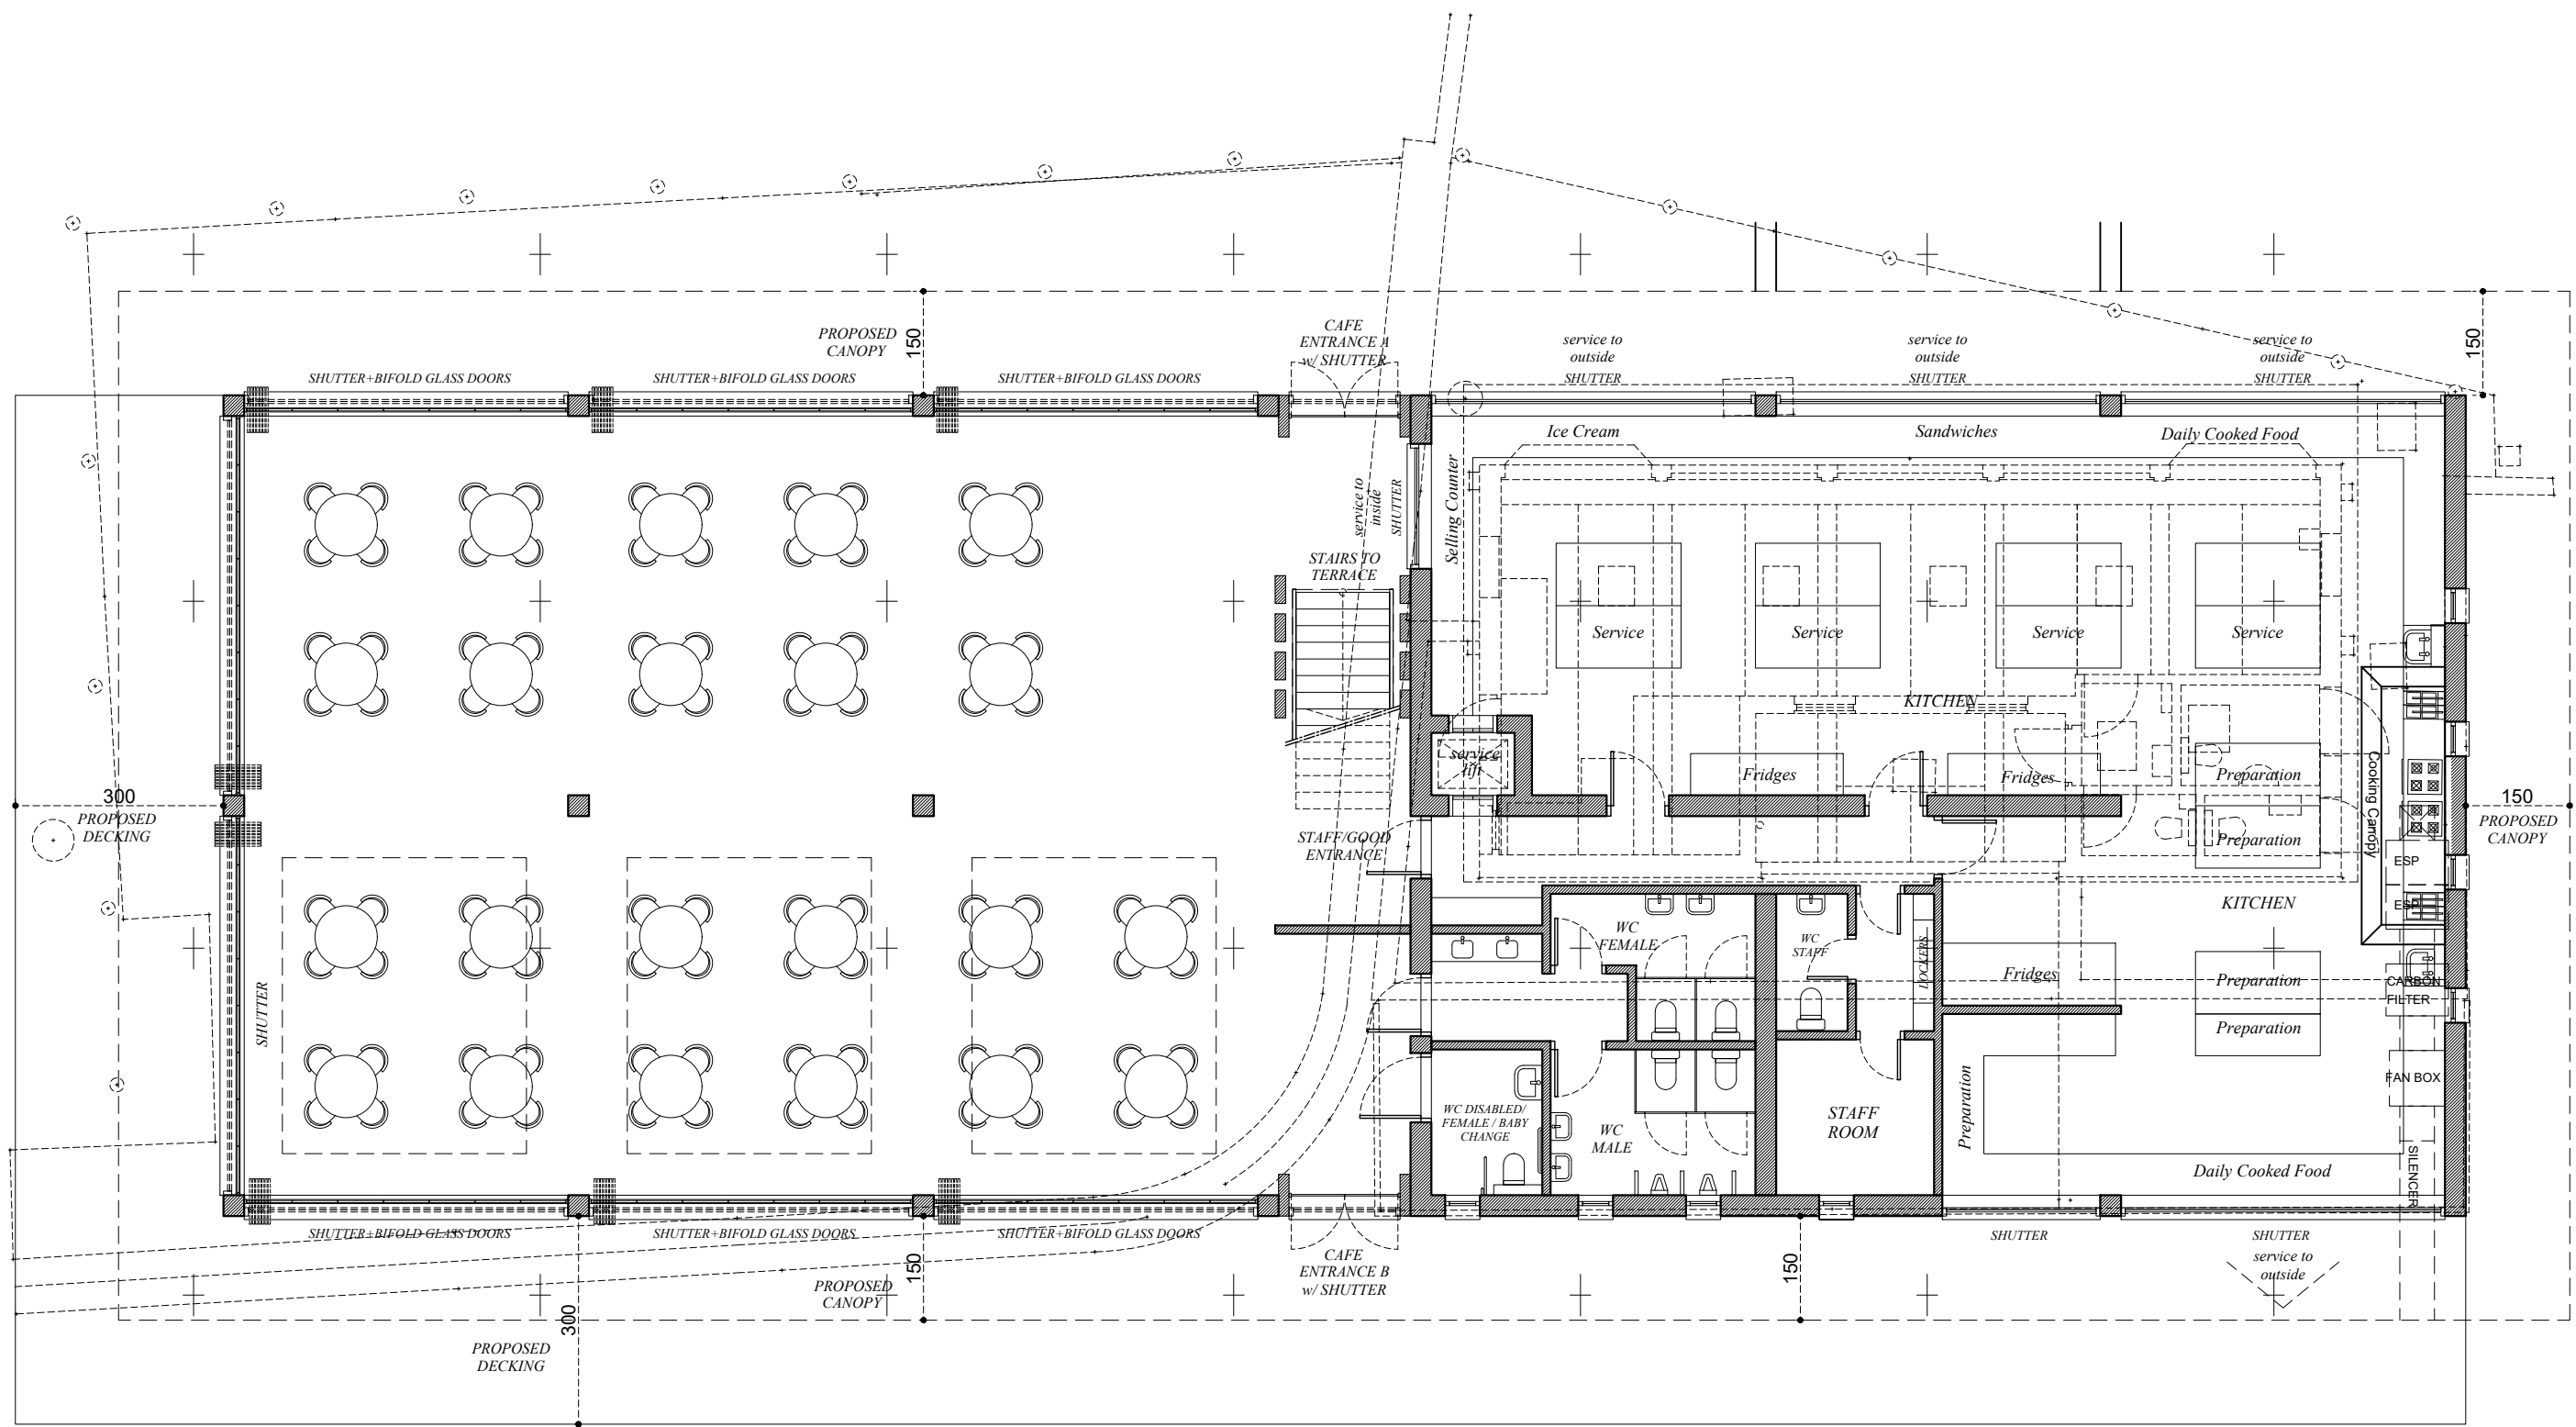 CAFE
ENTRANCE A
w/ SHUTTER
PROPOSED
CANOPY
150
service to
outside
SHUTTER
service to
outside
SHUTTER
service to
outside
SHUTTER
150
SHUTTER+BIFOLD GLASS DOORS
SHUTTER+BIFOLD GLASS DOORS
SHUTTER+BIFOLD GLASS DOORS
Ice Cream
Sandwiches
Daily Cooked Food
Selling Counter
service to
inside
SHUTTER
STAIRS TO
TERRACE
Service
Service
Service
Service
KITCHEN
service
lift
Fridges
Fridges
Preparation
Preparation
Cooking Canopy
300
PROPOSED
DECKING
150
PROPOSED
CANOPY
STAFF/GOOD
ENTRANCE
ESP
ESP
KITCHEN
WC
FEMALE
WC
STAFF
LOCKERS
Fridges
Preparation
Preparation
CARBON
FILTER
SHUTTER
FAN BOX
WC DISABLED/
FEMALE / BABY
CHANGE
WC
MALE
STAFF
ROOM
Preparation
Daily Cooked Food
SILENCER
SHUTTER+BIFOLD GLASS DOORS
SHUTTER+BIFOLD GLASS DOORS
SHUTTER+BIFOLD GLASS DOORS
CAFE
ENTRANCE B
w/ SHUTTER
SHUTTER
SHUTTER
service to
outside
PROPOSED
CANOPY
150
150
300
PROPOSED
DECKING